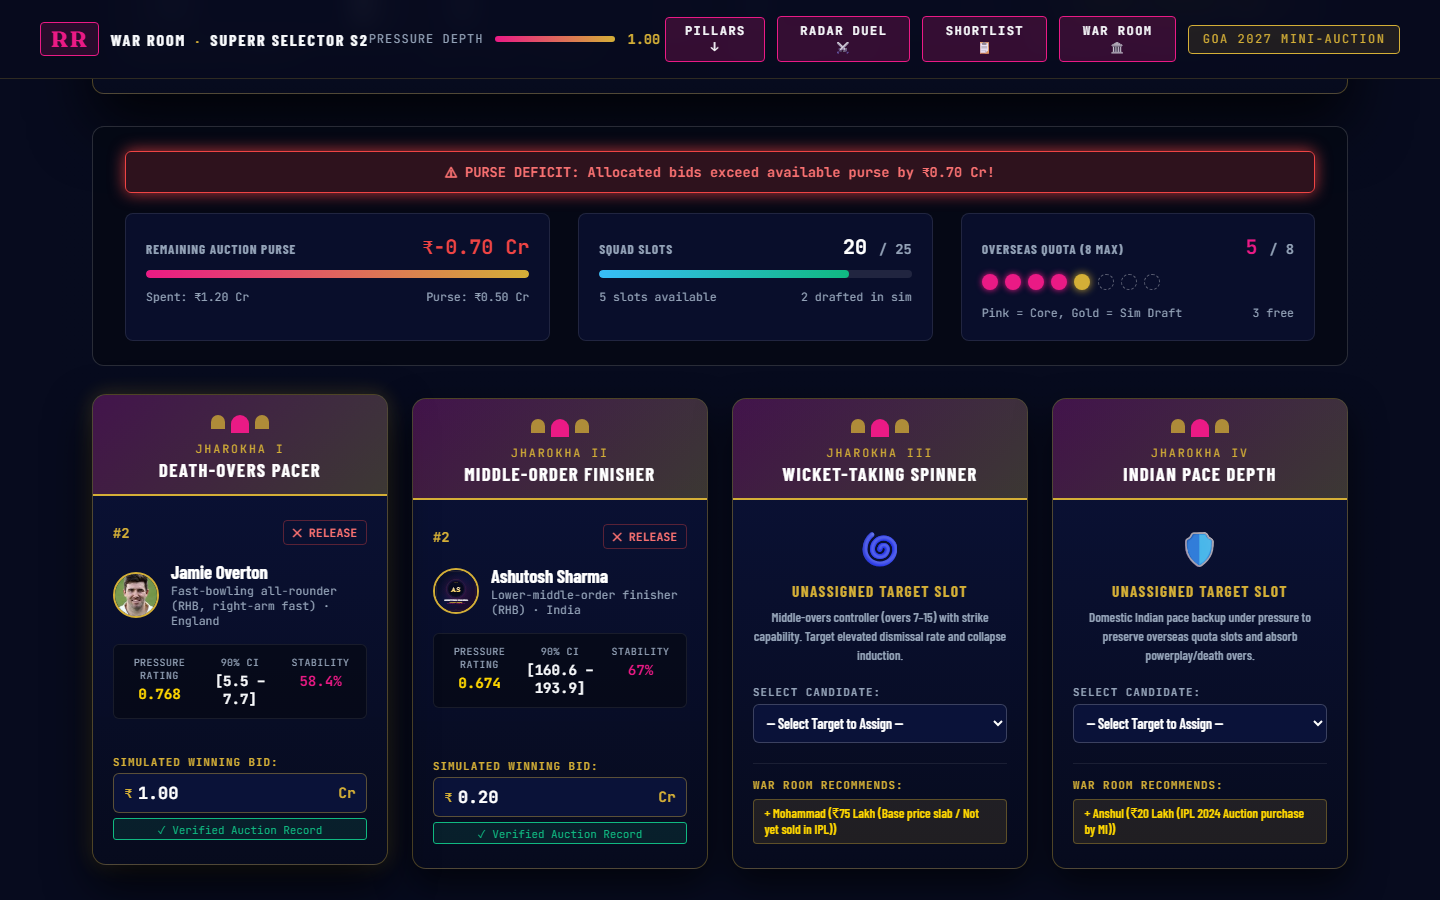 RR WAR ROOM · SUPERR SELECTOR S2 PRESSURE DEPTH 1.00 PILLARS ↓ RADAR DUEL SHORTLIST WAR ROOM GOA 2027 MINI-AUCTION
⚠ PURSE DEFICIT: Allocated bids exceed available purse by ₹0.70 Cr!
REMAINING AUCTION PURSE ₹-0.70 Cr
Spent: ₹1.20 Cr Purse: ₹0.50 Cr
SQUAD SLOTS 20 / 25
5 slots available 2 drafted in sim
OVERSEAS QUOTA (8 MAX) 5 / 8
Pink = Core, Gold = Sim Draft 3 free
JHAROKHA I
DEATH-OVERS PACER
#2 ✕ RELEASE
Jamie Overton
Fast-bowling all-rounder
(RHB, right-arm fast) ·
England
PRESSURE
RATING
0.768
90% CI
[5.5 –
7.7]
STABILITY
58.4%
SIMULATED WINNING BID:
₹ 1.00 Cr
✓ Verified Auction Record
JHAROKHA II
MIDDLE-ORDER FINISHER
#2 ✕ RELEASE
AS
Ashutosh Sharma
Lower-middle-order finisher
(RHB) · India
PRESSURE
RATING
0.674
90% CI
[160.6 –
193.9]
STABILITY
67%
SIMULATED WINNING BID:
₹ 0.20 Cr
✓ Verified Auction Record
JHAROKHA III
WICKET-TAKING SPINNER
UNASSIGNED TARGET SLOT
Middle-overs controller (overs 7–15) with strike
capability. Target elevated dismissal rate and collapse
induction.
SELECT CANDIDATE:
— Select Target to Assign —
WAR ROOM RECOMMENDS:
+ Mohammad (₹75 Lakh (Base price slab / Not
yet sold in IPL))
JHAROKHA IV
INDIAN PACE DEPTH
UNASSIGNED TARGET SLOT
Domestic Indian pace backup under pressure to
preserve overseas quota slots and absorb
powerplay/death overs.
SELECT CANDIDATE:
— Select Target to Assign —
WAR ROOM RECOMMENDS:
+ Anshul (₹20 Lakh (IPL 2024 Auction purchase
by MI))